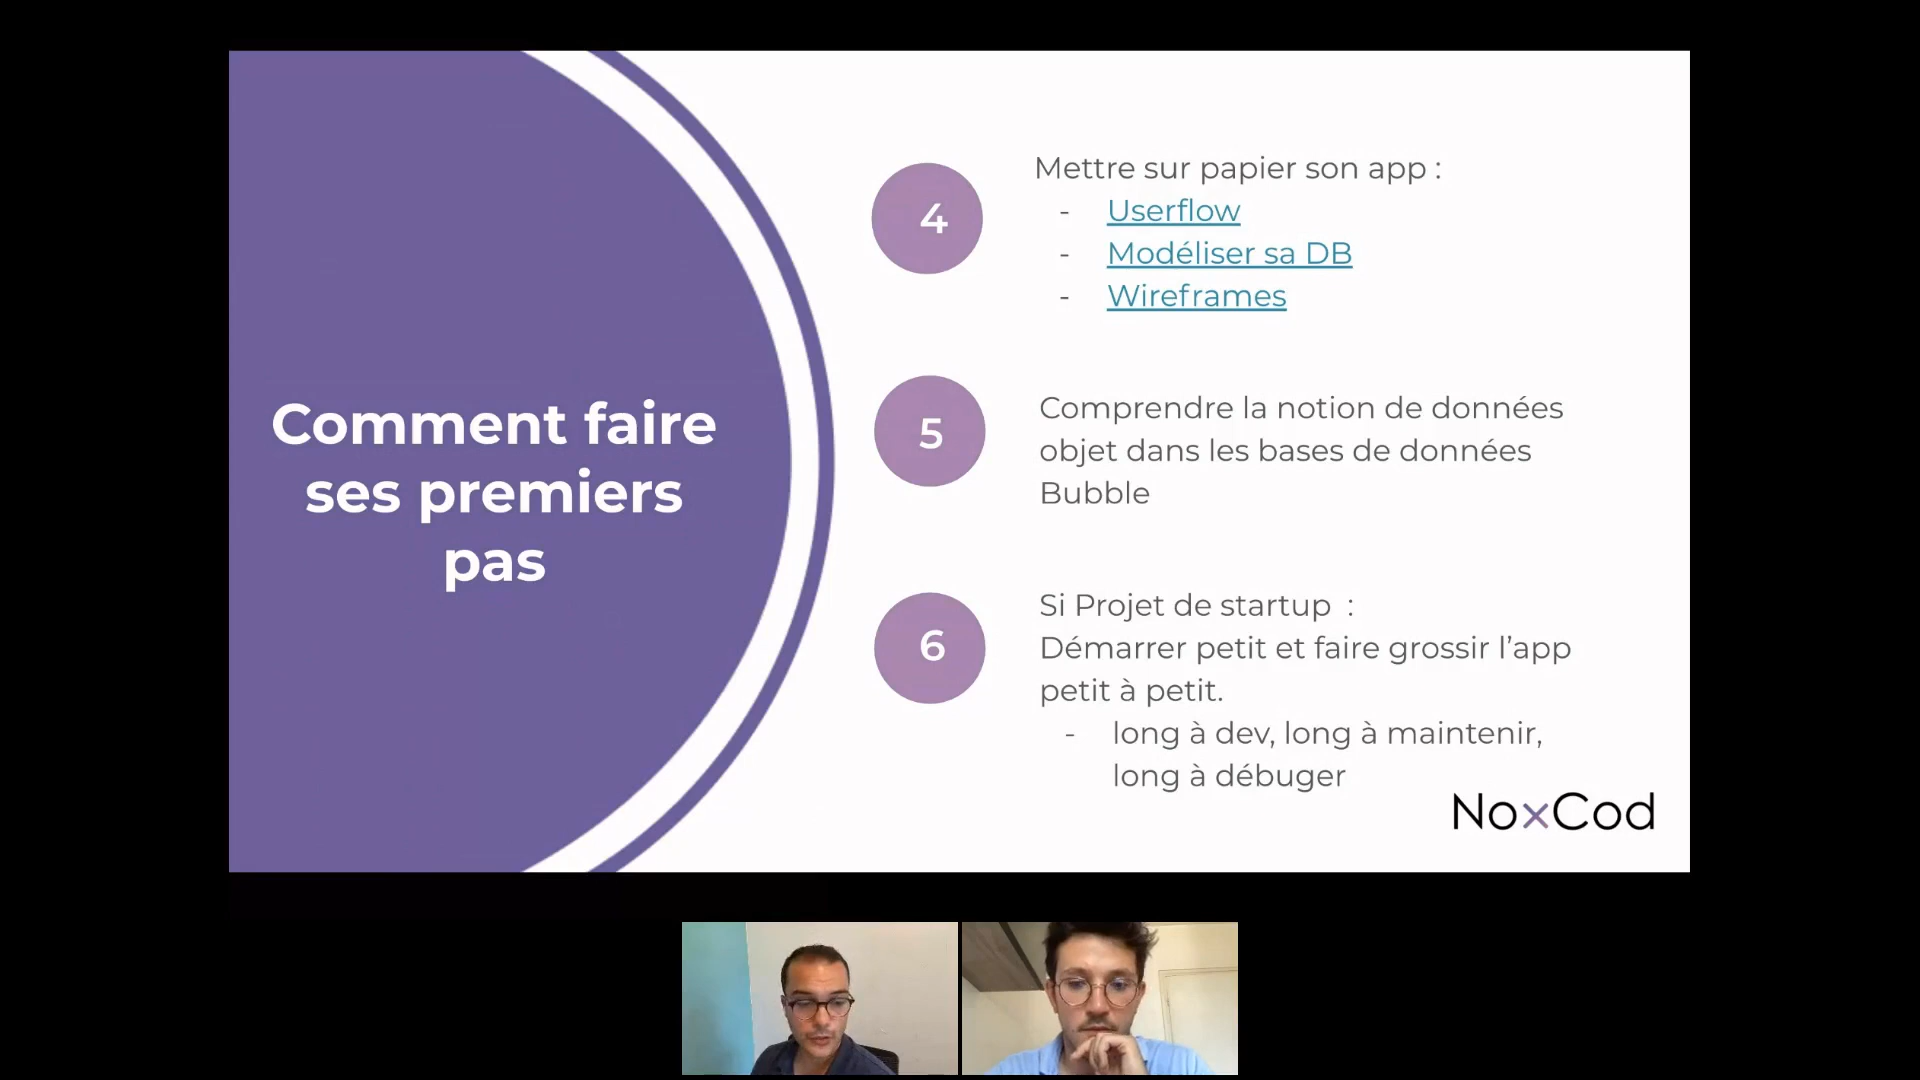 Comment faire
ses premiers
pas
4
Mettre sur papier son app :
- Userflow
- Modéliser sa DB
- Wireframes
5
Comprendre la notion de données
objet dans les bases de données
Bubble
6
Si Projet de startup :
Démarrer petit et faire grossir l’app
petit à petit.
- long à dev, long à maintenir,
long à débuger
NoxCod